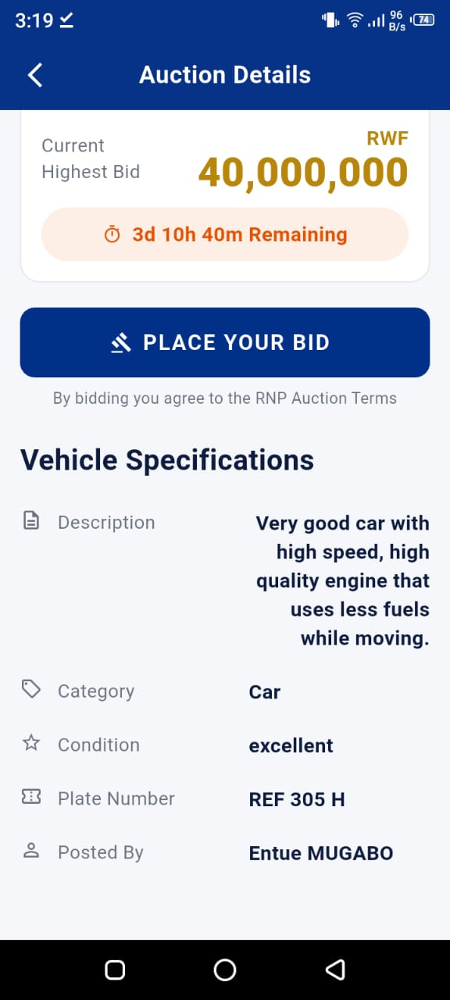 3:19
96
B/s
74
Auction Details
Current
Highest Bid
RWF
40,000,000
3d 10h 40m Remaining
PLACE YOUR BID
By bidding you agree to the RNP Auction Terms
Vehicle Specifications
Description
Very good car with
high speed, high
quality engine that
uses less fuels
while moving.
Category
Car
Condition
excellent
Plate Number
REF 305 H
Posted By
Entue MUGABO